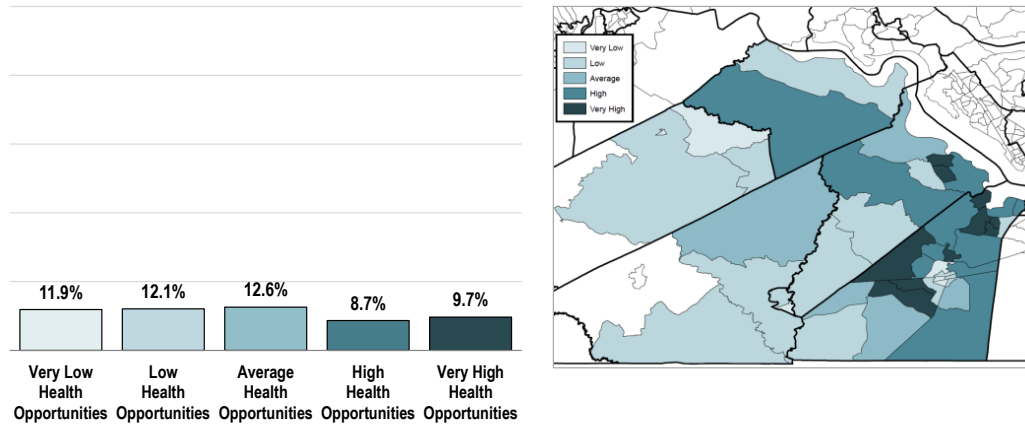 11.9%
12.1%
12.6%
8.7%
9.7%
Very Low
Health
Opportunities
Low
Health
Opportunities
Average
Health
Opportunities
High
Health
Opportunities
Very High
Health
Opportunities
Very Low
Low
Average
High
Very High